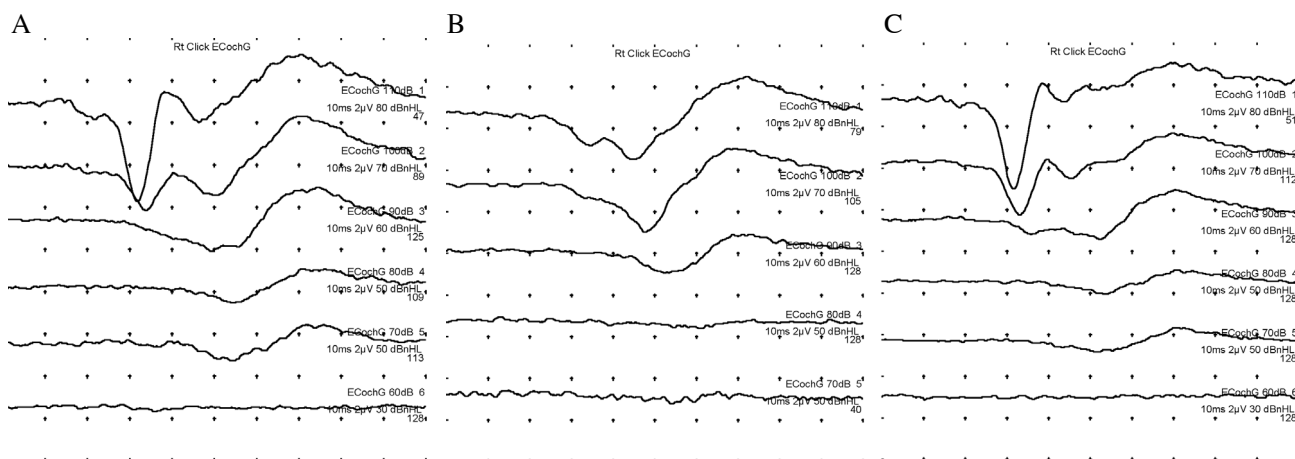 A
Rt Click ECochG
ECochG 110dB 1
10ms 2µV 80 dBnHL
47
ECochG 100dB 2
10ms 2µV 70 dBnHL
89
ECochG 90dB 3
10ms 2µV 60 dBnHL
125
ECochG 80dB 4
10ms 2µV 50 dBnHL
109
ECochG 70dB 5
10ms 2µV 50 dBnHL
113
ECochG 60dB 6
10ms 2µV 30 dBnHL
128
B
Rt Click ECochG
ECochG 110dB 1
10ms 2µV 80 dBnHL
79
ECochG 100dB 2
10ms 2µV 70 dBnHL
105
ECochG 90dB 3
10ms 2µV 60 dBnHL
128
ECochG 80dB 4
10ms 2µV 50 dBnHL
128
ECochG 70dB 5
10ms 2µV 50 dBnHL
40
C
Rt Click ECochG
ECochG 110dB 1
10ms 2µV 80 dBnHL
51
ECochG 100dB 2
10ms 2µV 70 dBnHL
112
ECochG 90dB 3
10ms 2µV 60 dBnHL
128
ECochG 80dB 4
10ms 2µV 50 dBnHL
128
ECochG 70dB 5
10ms 2µV 50 dBnHL
128
ECochG 60dB 6
10ms 2µV 30 dBnHL
128